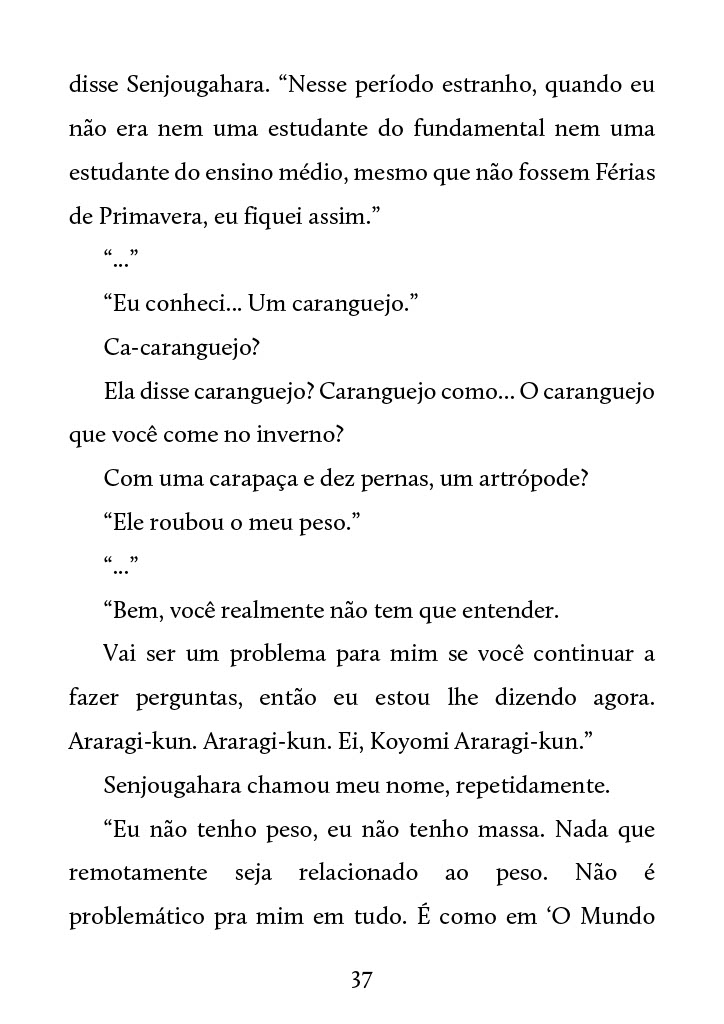 disse Senjougahara. “Nesse período estranho, quando eu
não era nem uma estudante do fundamental nem uma
estudante do ensino médio, mesmo que não fossem Férias
de Primavera, eu fiquei assim.”
“...”
“Eu conheci... Um caranguejo.”
Ca-caranguejo?
Ela disse caranguejo? Caranguejo como... O caranguejo
que você come no inverno?
Com uma carapaça e dez pernas, um artrópode?
“Ele roubou o meu peso.”
“...”
“Bem, você realmente não tem que entender.
Vai ser um problema para mim se você continuar a
fazer perguntas, então eu estou lhe dizendo agora.
Araragi-kun. Araragi-kun. Ei, Koyomi Araragi-kun.”
Senjougahara chamou meu nome, repetidamente.
“Eu não tenho peso, eu não tenho massa. Nada que
remotamente seja relacionado ao peso. Não é
problemático pra mim em tudo. É como em ‘O Mundo
37